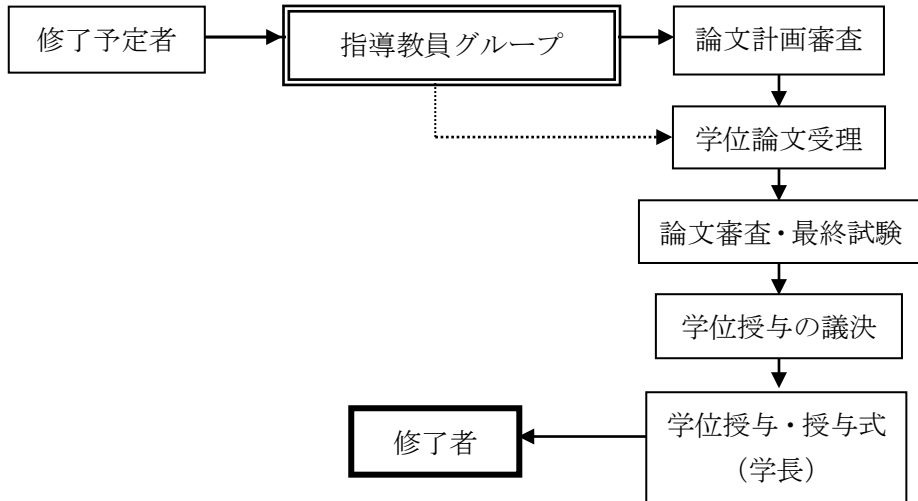 修了予定者
指導教員グループ
論文計画審査
学位論文受理
論文審査・最終試験
学位授与の議決
学位授与・授与式
（学長）
修了者